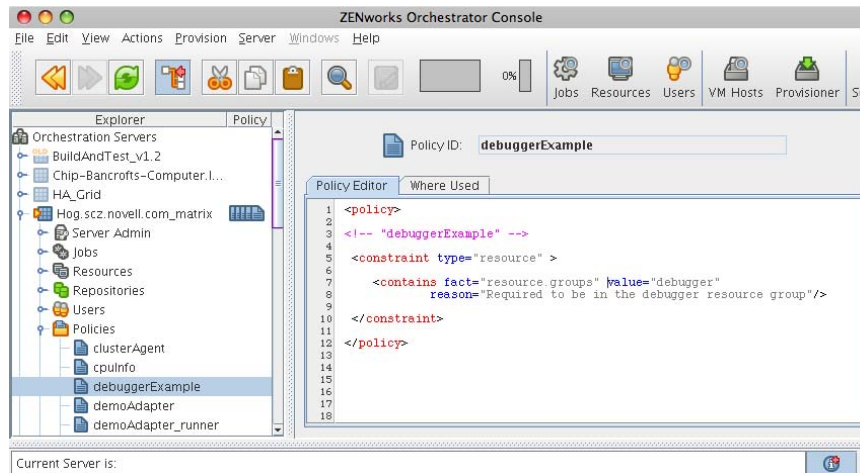 ZENworks Orchestrator Console
File Edit View Actions Provision Server Windows Help
0%
Jobs Resources Users VM Hosts Provisioner S
Explorer Policy
Orchestration Servers
OLD BuildAndTest_v1.2
Chip-Bancrofts-Computer.l...
HA_Grid
Hog.scz.novell.com_matrix
Server Admin
Jobs
Resources
Repositories
Users
Policies
clusterAgent
cpuInfo
debuggerExample
demoAdapter
demoAdapter_runner
Policy ID: debuggerExample
Policy Editor Where Used
1 <policy>
2
3 <!-- "debuggerExample" -->
4
5 <constraint type="resource" >
6
7 <contains fact="resource.groups" value="debugger"
8 reason="Required to be in the debugger resource group"/>
9
10 </constraint>
11
12 </policy>
13
14
15
16
17
18
Current Server is: